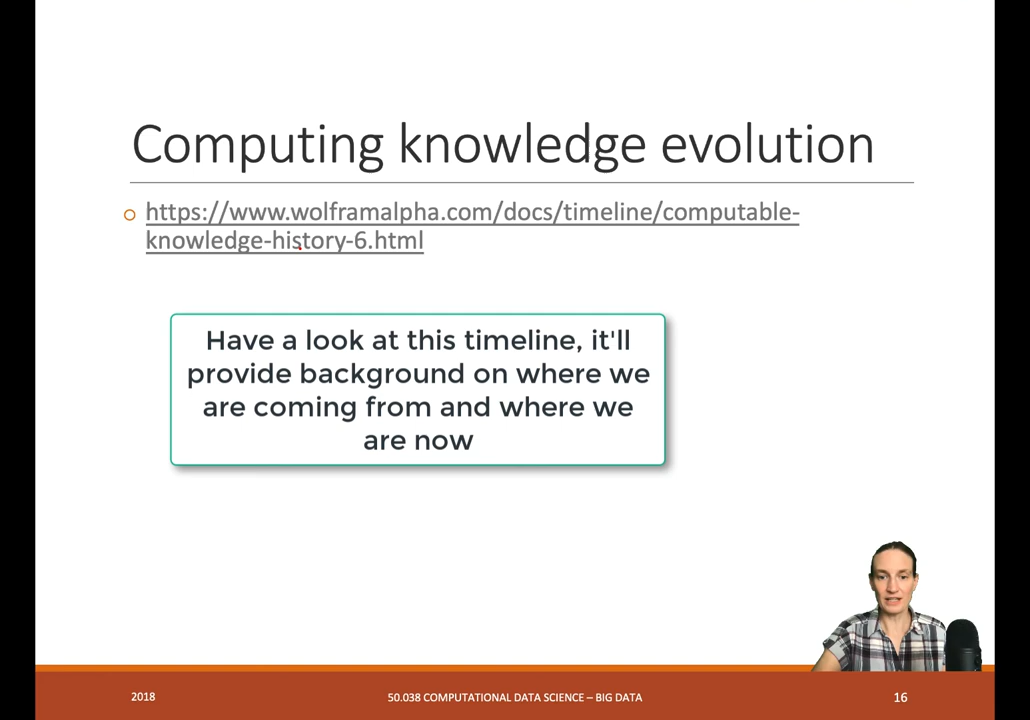 Computing knowledge evolution
https://www.wolframalpha.com/docs/timeline/computable-
knowledge-history-6.html
Have a look at this timeline, it'll
provide background on where we
are coming from and where we
are now
2018
50.038 COMPUTATIONAL DATA SCIENCE – BIG DATA
16